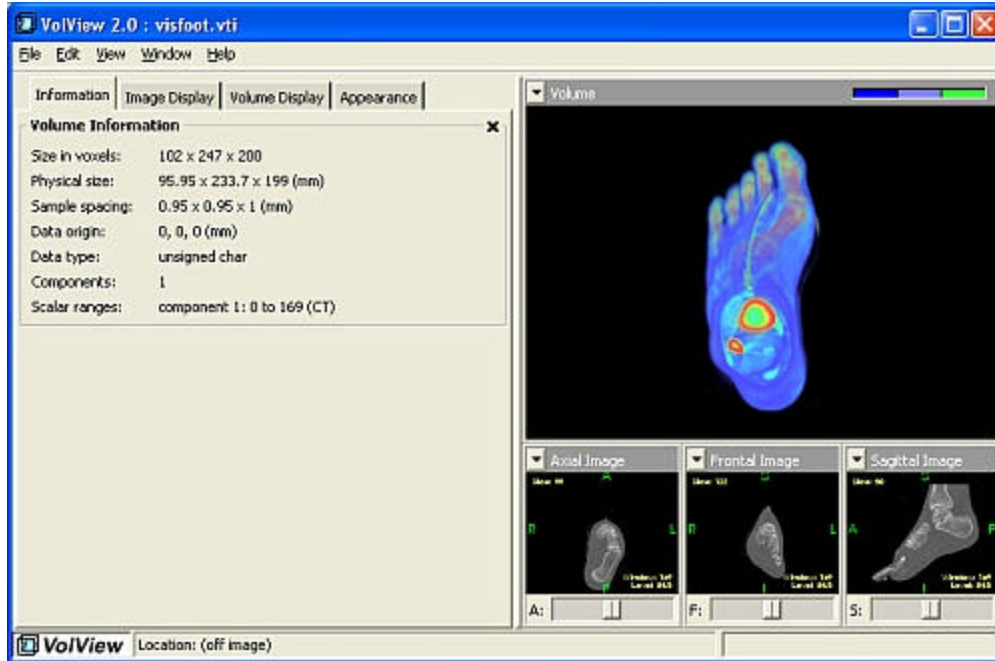 VolView 2.0 : visfoot.vti
File Edit View Window Help
Information Image Display Volume Display Appearance
Volume Information
Size in voxels: 102 x 247 x 200
Physical size: 95.95 x 233.7 x 199 (mm)
Sample spacing: 0.95 x 0.95 x 1 (mm)
Data origin: 0, 0, 0 (mm)
Data type: unsigned char
Components: 1
Scalar ranges: component 1: 0 to 169 (CT)
Volume
Axial Image
A
R L
A:
Frontal Image
R L
F:
Sagittal Image
A P
S:
VolView Location: (off image)